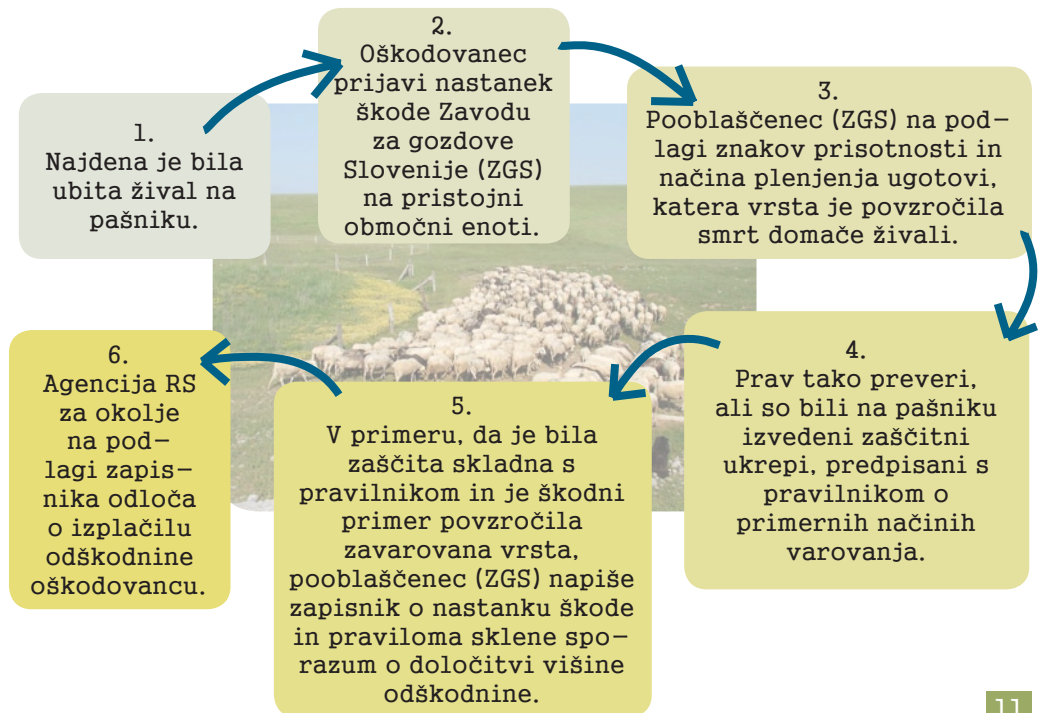 1.
Najdena je bila
ubita žival na
pašniku.
2.
Oškodovanec
prijavi nastanek
škode Zavodu
za gozdove
Slovenije (ZGS)
na pristojni
območni enoti.
3.
Pooblaščenec (ZGS) na pod–
lagi znakov prisotnosti in
načina plenjenja ugotovi,
katera vrsta je povzročila
smrt domače živali.
4.
Prav tako preveri,
ali so bili na pašniku
izvedeni zaščitni
ukrepi, predpisani s
pravilnikom o
primernih načinih
varovanja.
5.
V primeru, da je bila
zaščita skladna s
pravilnikom in je škodni
primer povzročila
zavarovana vrsta,
pooblaščenec (ZGS) napiše
zapisnik o nastanku škode
in praviloma sklene spo–
razum o določitvi višine
odškodnine.
6.
Agencija RS
za okolje
na pod–
lagi zapis–
nika odloča
o izplačilu
odškodnine
oškodovancu.
11